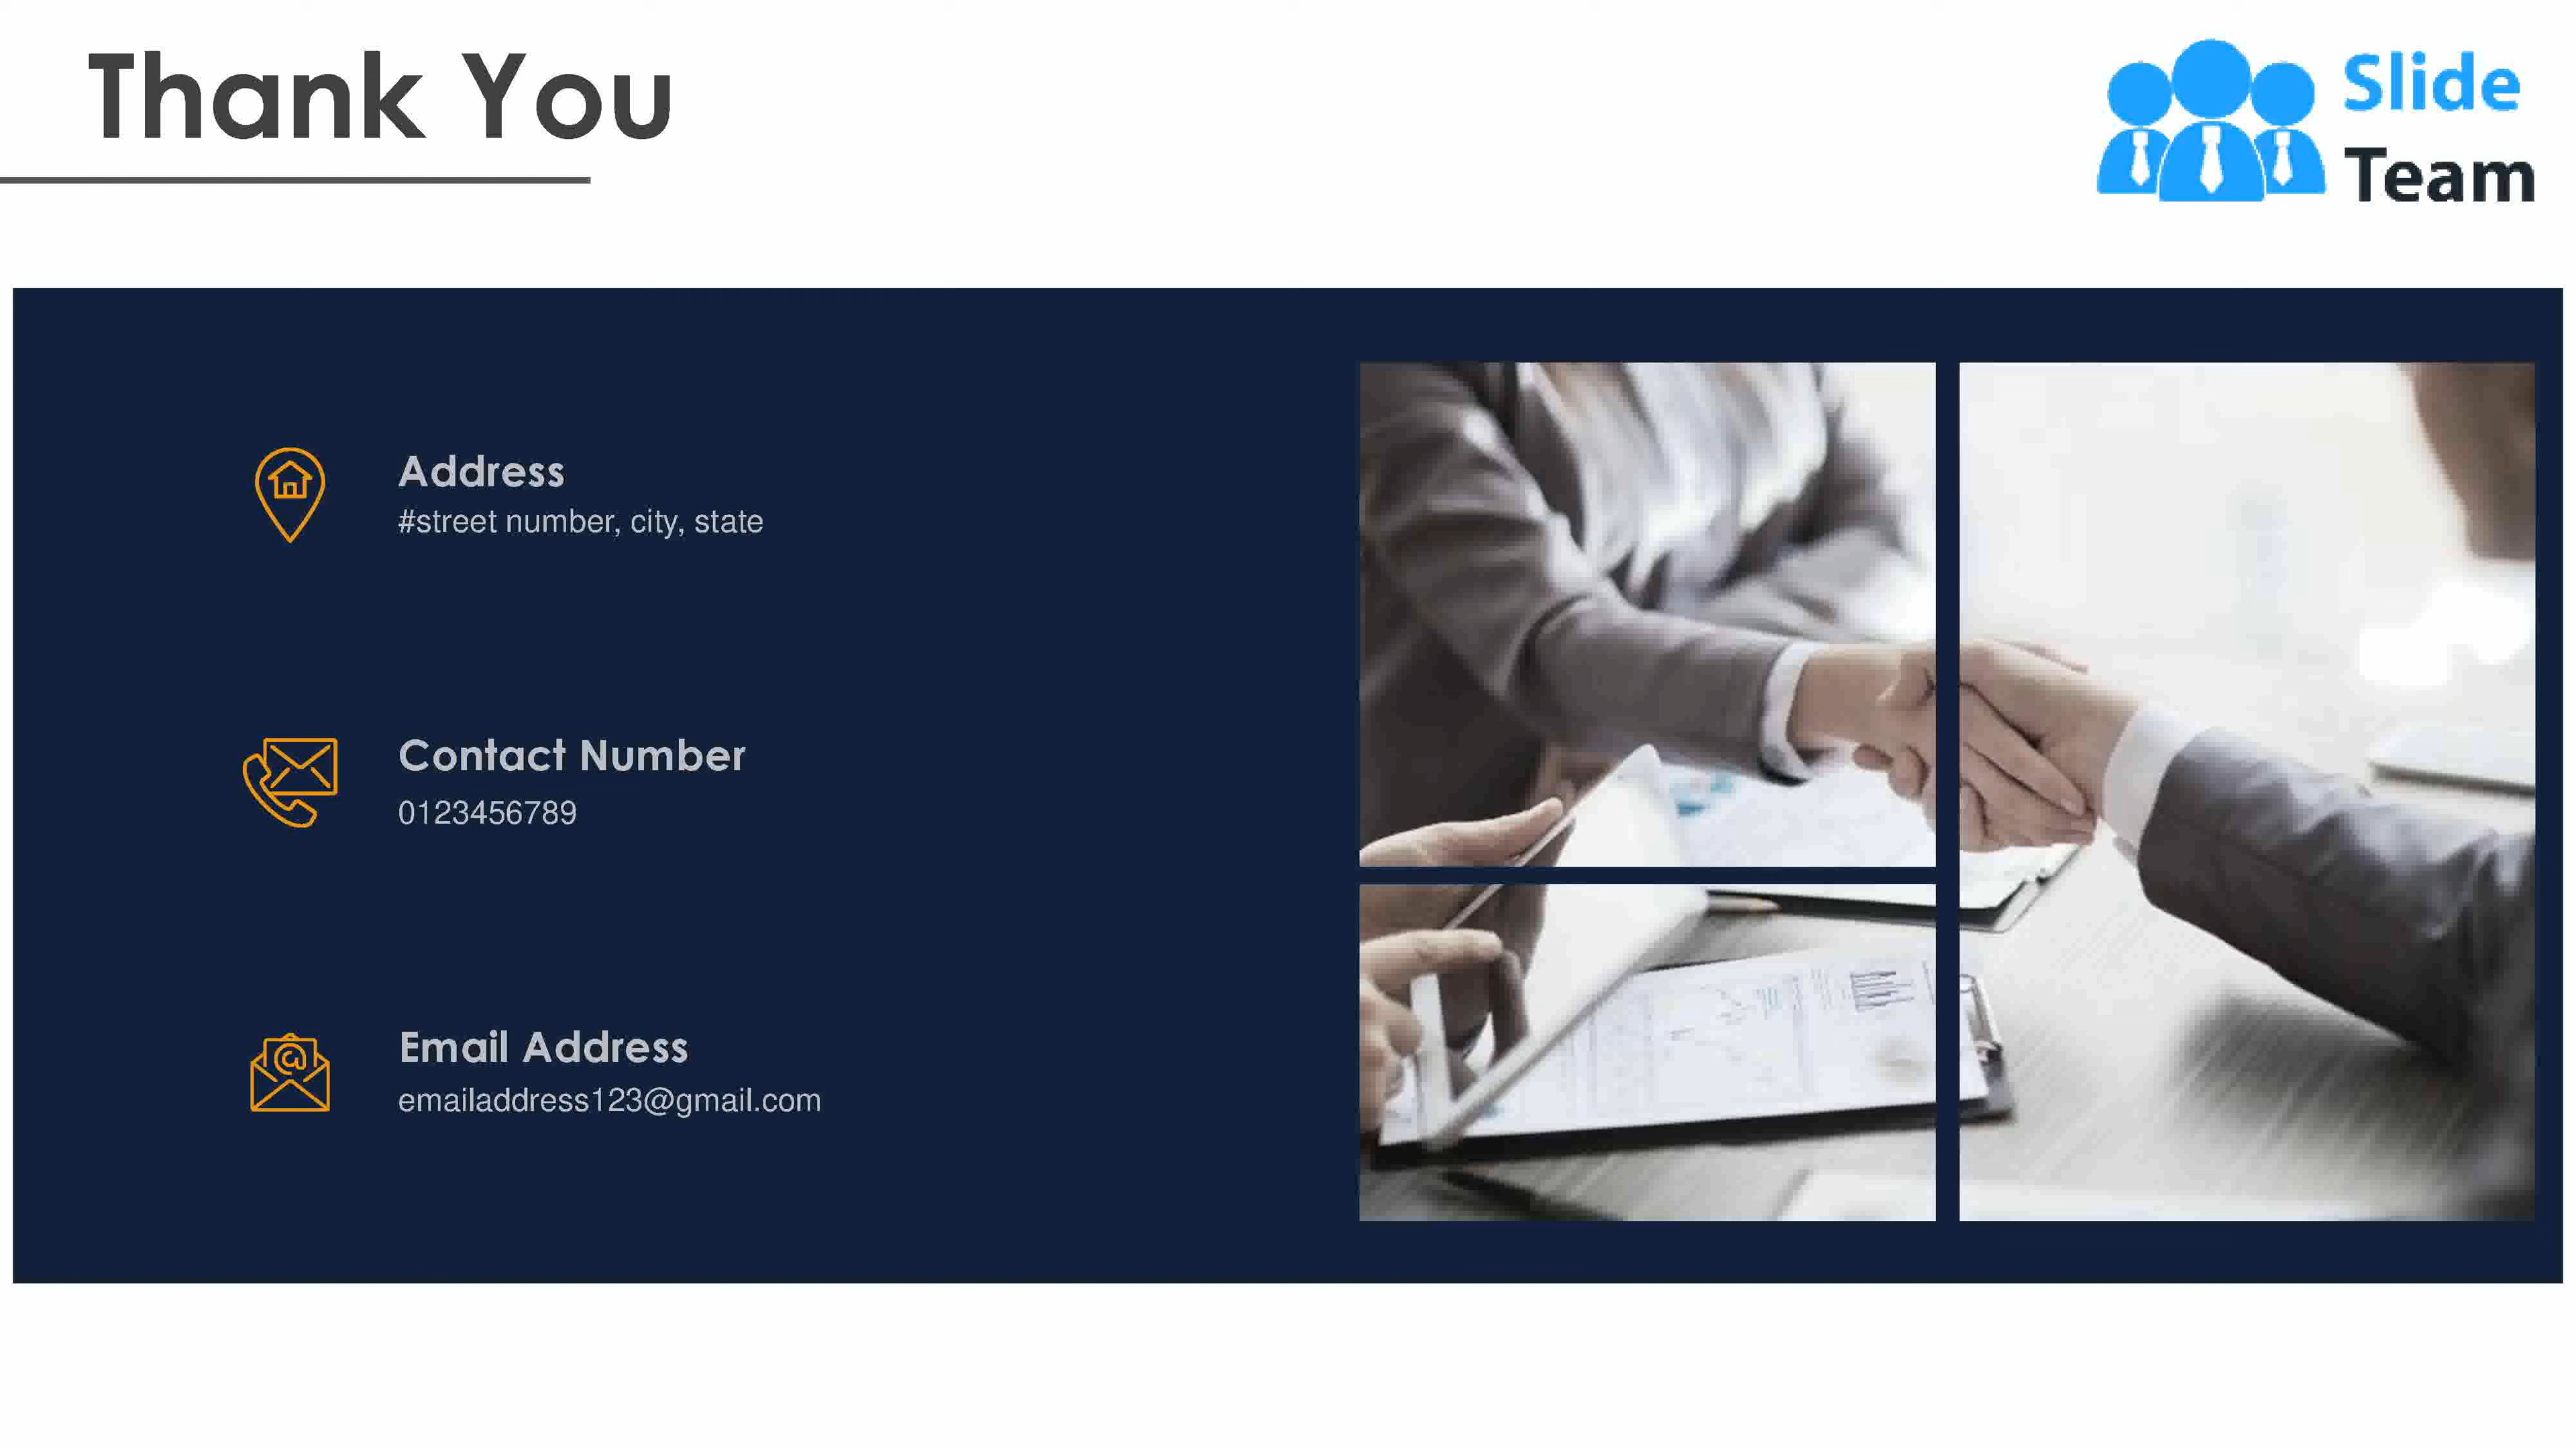 Thank You
Slide
Team
Address
#street number, city, state
Contact Number
0123456789
Email Address
emailaddress123@gmail.com